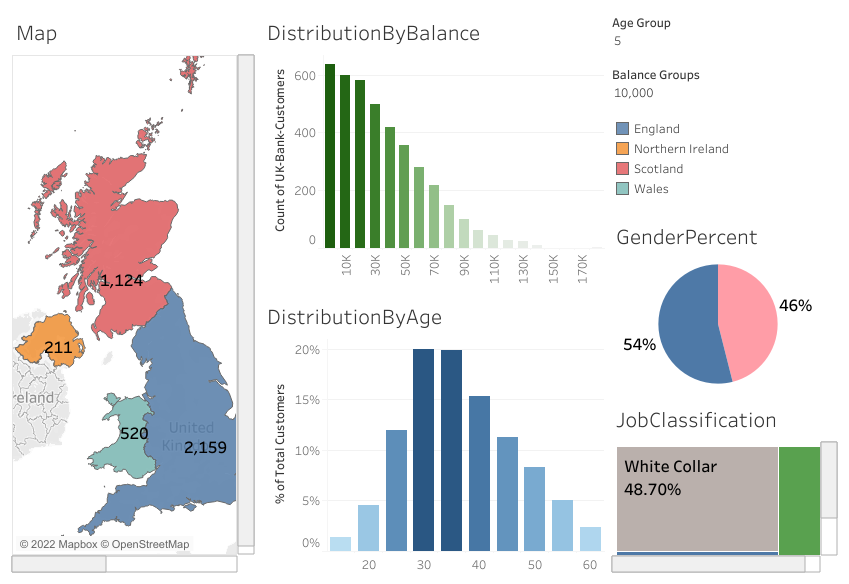 Map
1,124
211
reland
520
United
2,159
© 2022 Mapbox © OpenStreetMap
DistributionByBalance
Count of UK-Bank-Customers
600
400
200
0
10K
30K
50K
70K
90K
110K
130K
150K
170K
DistributionByAge
% of Total Customers
20%
15%
10%
5%
0%
20
30
40
50
60
Age Group
5
Balance Groups
10,000
England
Northern Ireland
Scotland
Wales
GenderPercent
46%
54%
JobClassification
White Collar
48.70%